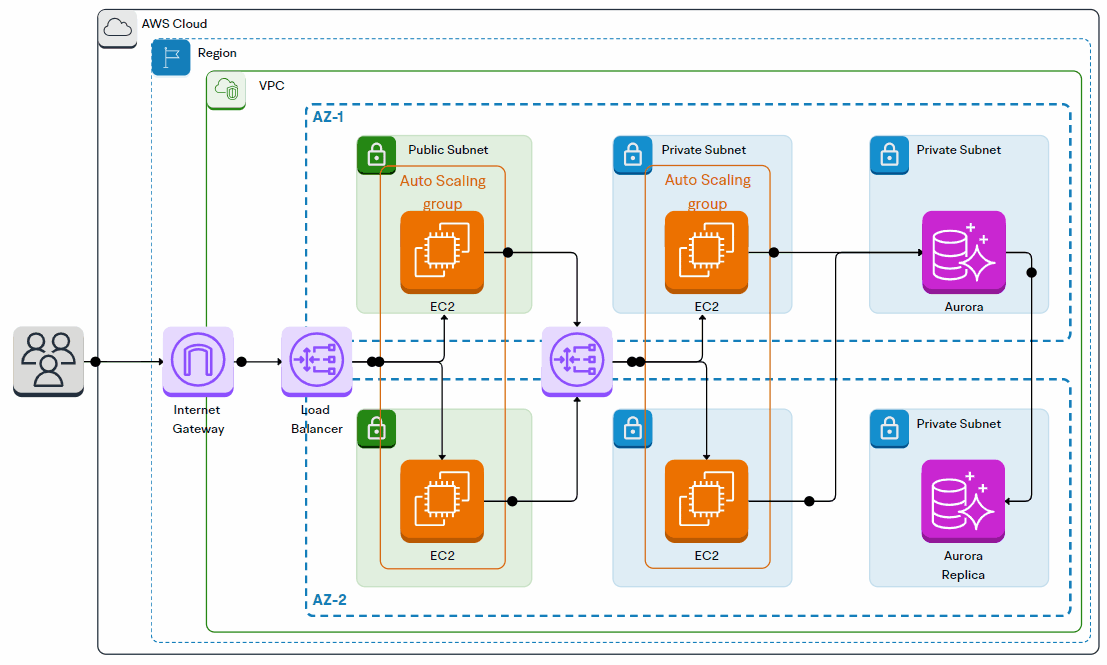 AWS Cloud
Region
VPC
AZ-1
Public Subnet
Auto Scaling
group
EC2
Private Subnet
Auto Scaling
group
EC2
Private Subnet
Aurora
Internet
Gateway
Load
Balancer
EC2
EC2
Private Subnet
Aurora
Replica
AZ-2